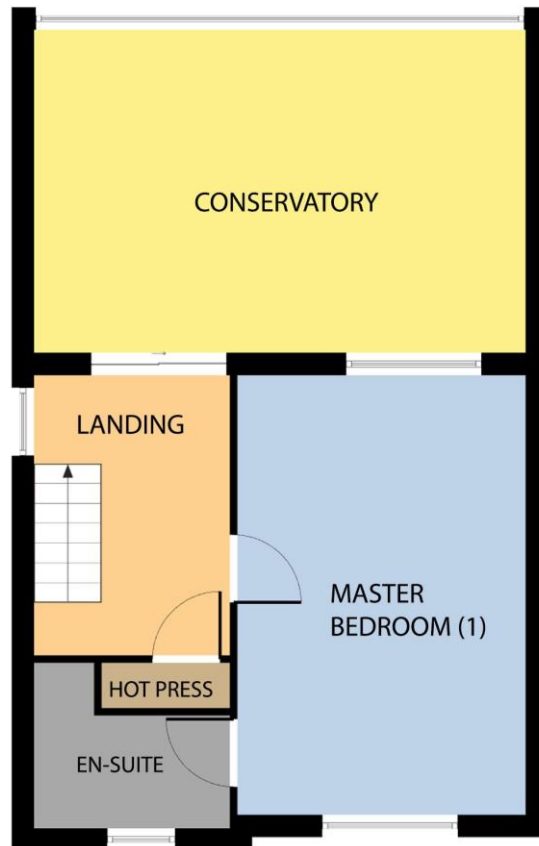 CONSERVATORY
LANDING
MASTER
BEDROOM (1)
HOT PRESS
EN-SUITE